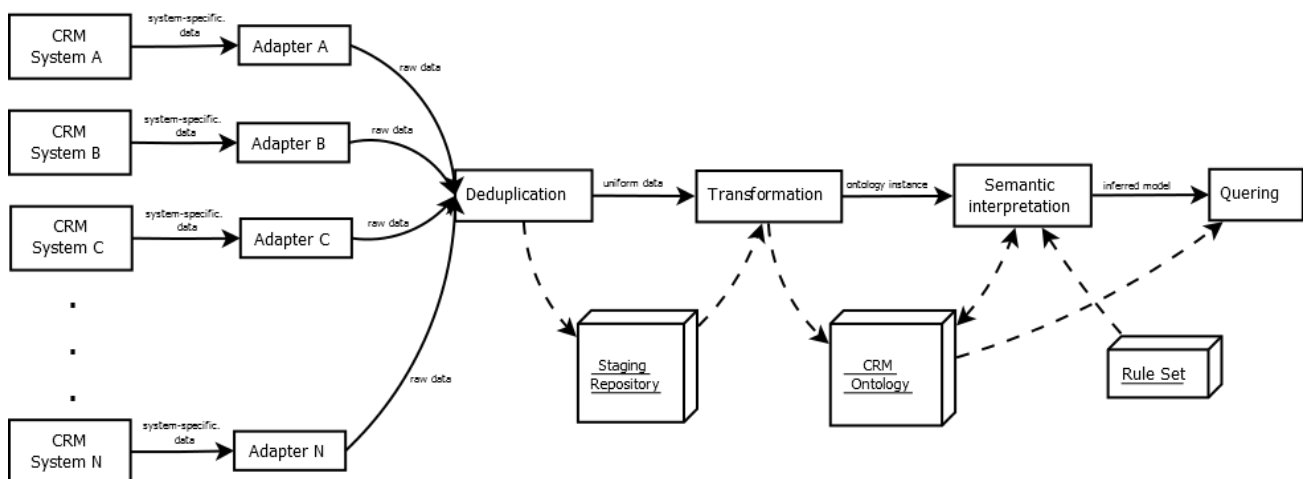 CRM
System A
system-specific.
data
Adapter A
raw data
CRM
System B
system-specific.
data
Adapter B
raw data
CRM
System C
system-specific.
data
Adapter C
raw data
.
.
.
CRM
System N
system-specific.
data
Adapter N
raw data
Deduplication
uniform data
Transformation
ontology instance
Semantic
interpretation
inferred model
Quering
Staging
Repository
CRM
Ontology
Rule Set